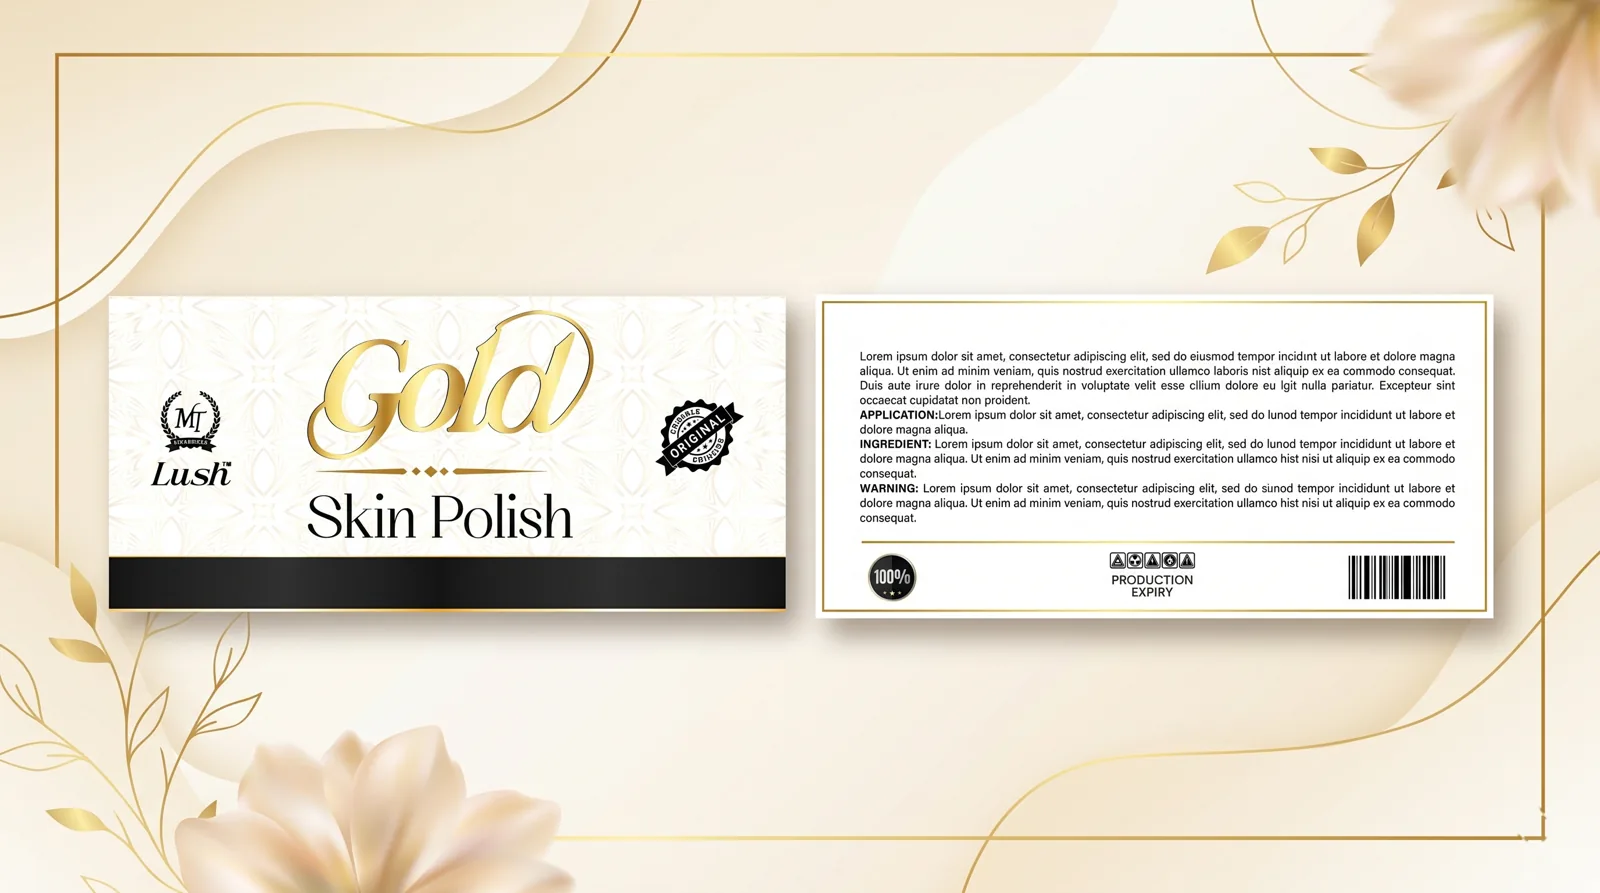 Gold
Skin Polish
MT
Lush
ORIGINAL
Lorem ipsum dolor sit amet, consectetur adipiscing elit, sed do eiusmod tempor incidınt ut labore et dolore magna
aliqua. Ut enim ad minim veniam, quis nostrud exercitation ullamco laboris nist aliquip ex ea commodo consequat.
Duis aute irure dolor in reprehenderit in voluptate velit esse cllium dolore eu lgit nulla pariatur. Excepteur sint
occaecat cupidatat non proident.
APPLICATION:Lorem ipsum dolor sit amet, consectetur adipiscing elit, sed do lunod tempor incididunt ut labore et
dolore magna aliqua.
INGREDIENT: Lorem ipsum dolor sit amet, consectetur adipiscing elit, sed do lunod tempor incididunt ut labore et
dolore magna aliqua. Ut enim ad minim veniam, quis nostrud exercitation ullamco hist nisi ut aliquip ex ea commodo
consequat.
WARNING: Lorem ipsum dolor sit amet, consectetur adipiscing elit, sed do sunod tempor incididunt ut labore et
dolore magna aliqua. Ut enim ad minim veniam, quis nostrud exercitation ullamco hist nisi ut aliquip ex ea commodo
consequat.
100%
PRODUCTION
EXPIRY